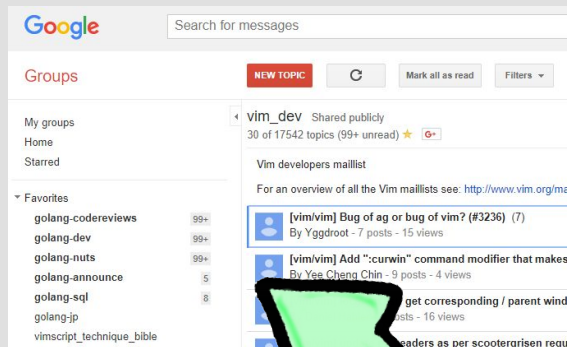 Google
Search for messages
Groups
NEW TOPIC
Mark all as read
Filters
My groups
Home
Starred
Favorites
golang-codereviews 99+
golang-dev 99+
golang-nuts 99+
golang-announce 5
golang-sql 8
golang-jp
vimscript_technique_bible
vim_dev Shared publicly
30 of 17542 topics (99+ unread) G+
Vim developers maillist
For an overview of all the Vim maillists see: http://www.vim.org/ma
[vim/vim] Bug of ag or bug of vim? (#3236) (7)
By Yggdroot - 7 posts - 15 views
[vim/vim] Add ":curwin" command modifier that makes
By Yee Cheng Chin - 9 posts - 4 views
get corresponding / parent wind
posts - 16 views
eaders as per scootergrisen requ